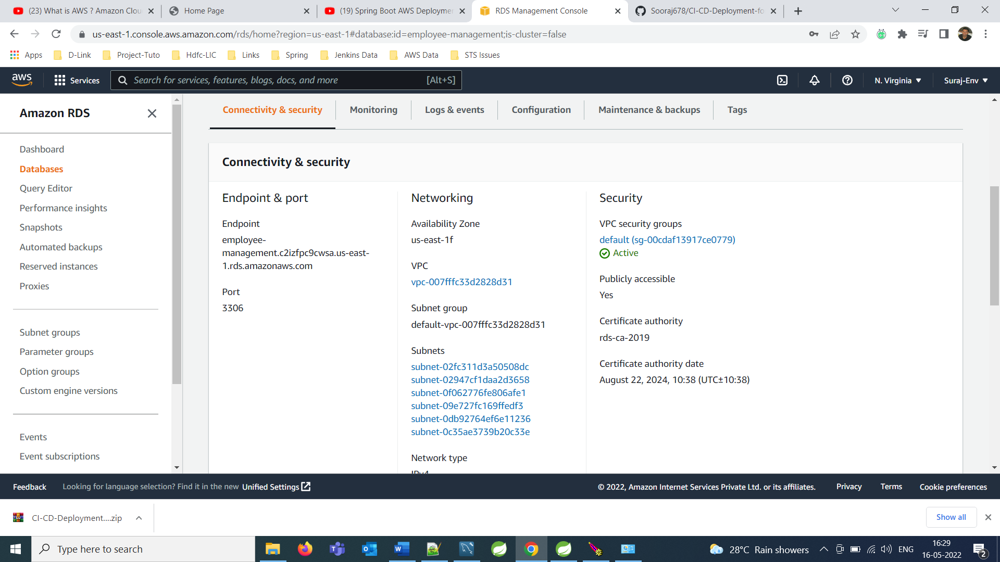 (23) What is AWS ? Amazon Clou
Home Page
(19) Spring Boot AWS Deployme
RDS Management Console
Sooraj678/CI-CD-Deployment-fo
us-east-1.console.aws.amazon.com/rds/home?region=us-east-1#database:id=employee-management;is-cluster=false
Apps
D-Link
Project-Tuto
Hdfc-LIC
Links
Spring
Jenkins Data
AWS Data
STS Issues
aws
Services
Search for services, features, blogs, docs, and more
[Alt+S]
N. Virginia
Suraj-Env
Amazon RDS
Dashboard
Databases
Query Editor
Performance insights
Snapshots
Automated backups
Reserved instances
Proxies
Subnet groups
Parameter groups
Option groups
Custom engine versions
Events
Event subscriptions
Connectivity & security
Monitoring
Logs & events
Configuration
Maintenance & backups
Tags
Connectivity & security
Endpoint & port
Endpoint
employee-
management.c2izfpc9cwsa.us-east-
1.rds.amazonaws.com
Port
3306
Networking
Availability Zone
us-east-1f
VPC
vpc-007fffc33d2828d31
Subnet group
default-vpc-007fffc33d2828d31
Subnets
subnet-02fc311d3a50508dc
subnet-02947cf1daa2d3658
subnet-0f062776fe806afe1
subnet-09e727fc169ffedf3
subnet-0db92764ef6e11236
subnet-0c35ae3739b20c33e
Network type
IPv4
Security
VPC security groups
default (sg-00cdaf13917ce0779)
Active
Publicly accessible
Yes
Certificate authority
rds-ca-2019
Certificate authority date
August 22, 2024, 10:38 (UTC±10:38)
Feedback
Looking for language selection? Find it in the new Unified Settings
© 2022, Amazon Internet Services Private Ltd. or its affiliates.
Privacy
Terms
Cookie preferences
CI-CD-Deployment....zip
Show all
Type here to search
28°C Rain showers
ENG
16:29
16-05-2022
2